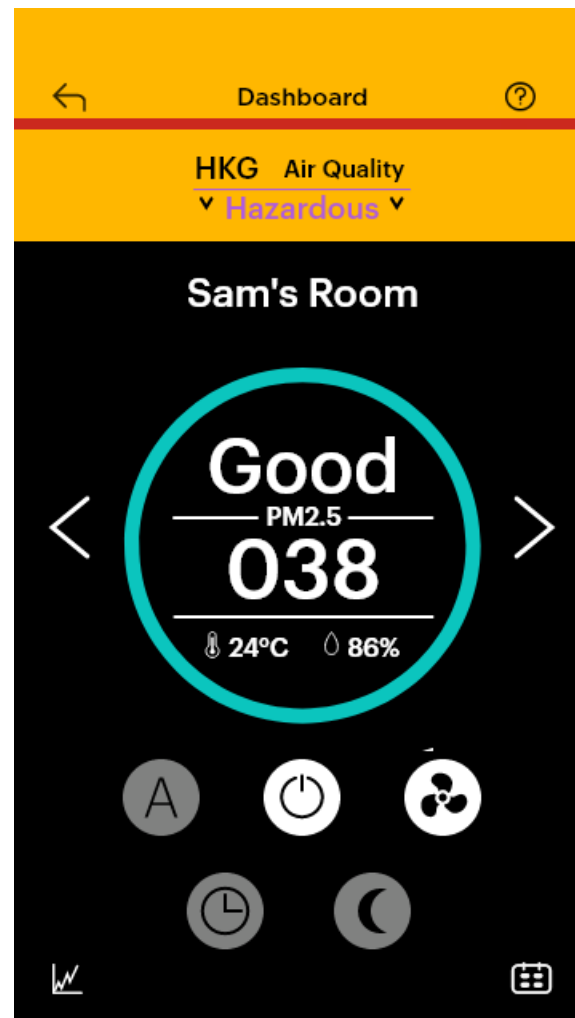 Dashboard
HKG Air Quality
Hazardous
Sam's Room
Good
PM2.5
038
24ºC 86%
A